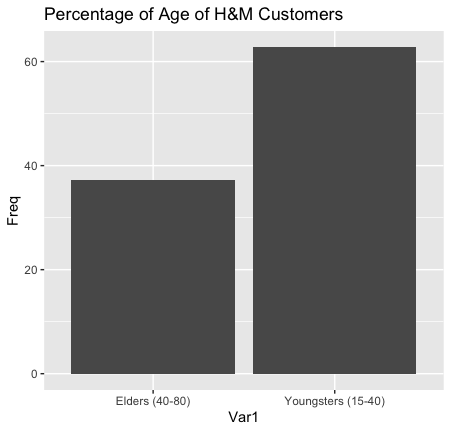 Percentage of Age of H&M Customers
Freq
60
40
20
0
Elders (40-80)
Youngsters (15-40)
Var1